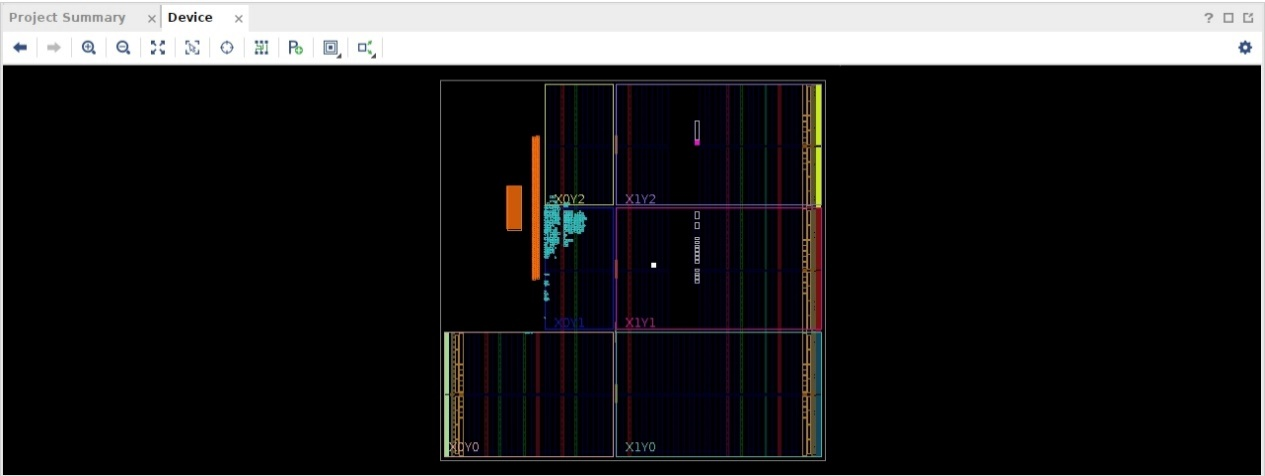 Project Summary × Device ×
X0Y2 X1Y2
X0Y1 X1Y1
X0Y0 X1Y0